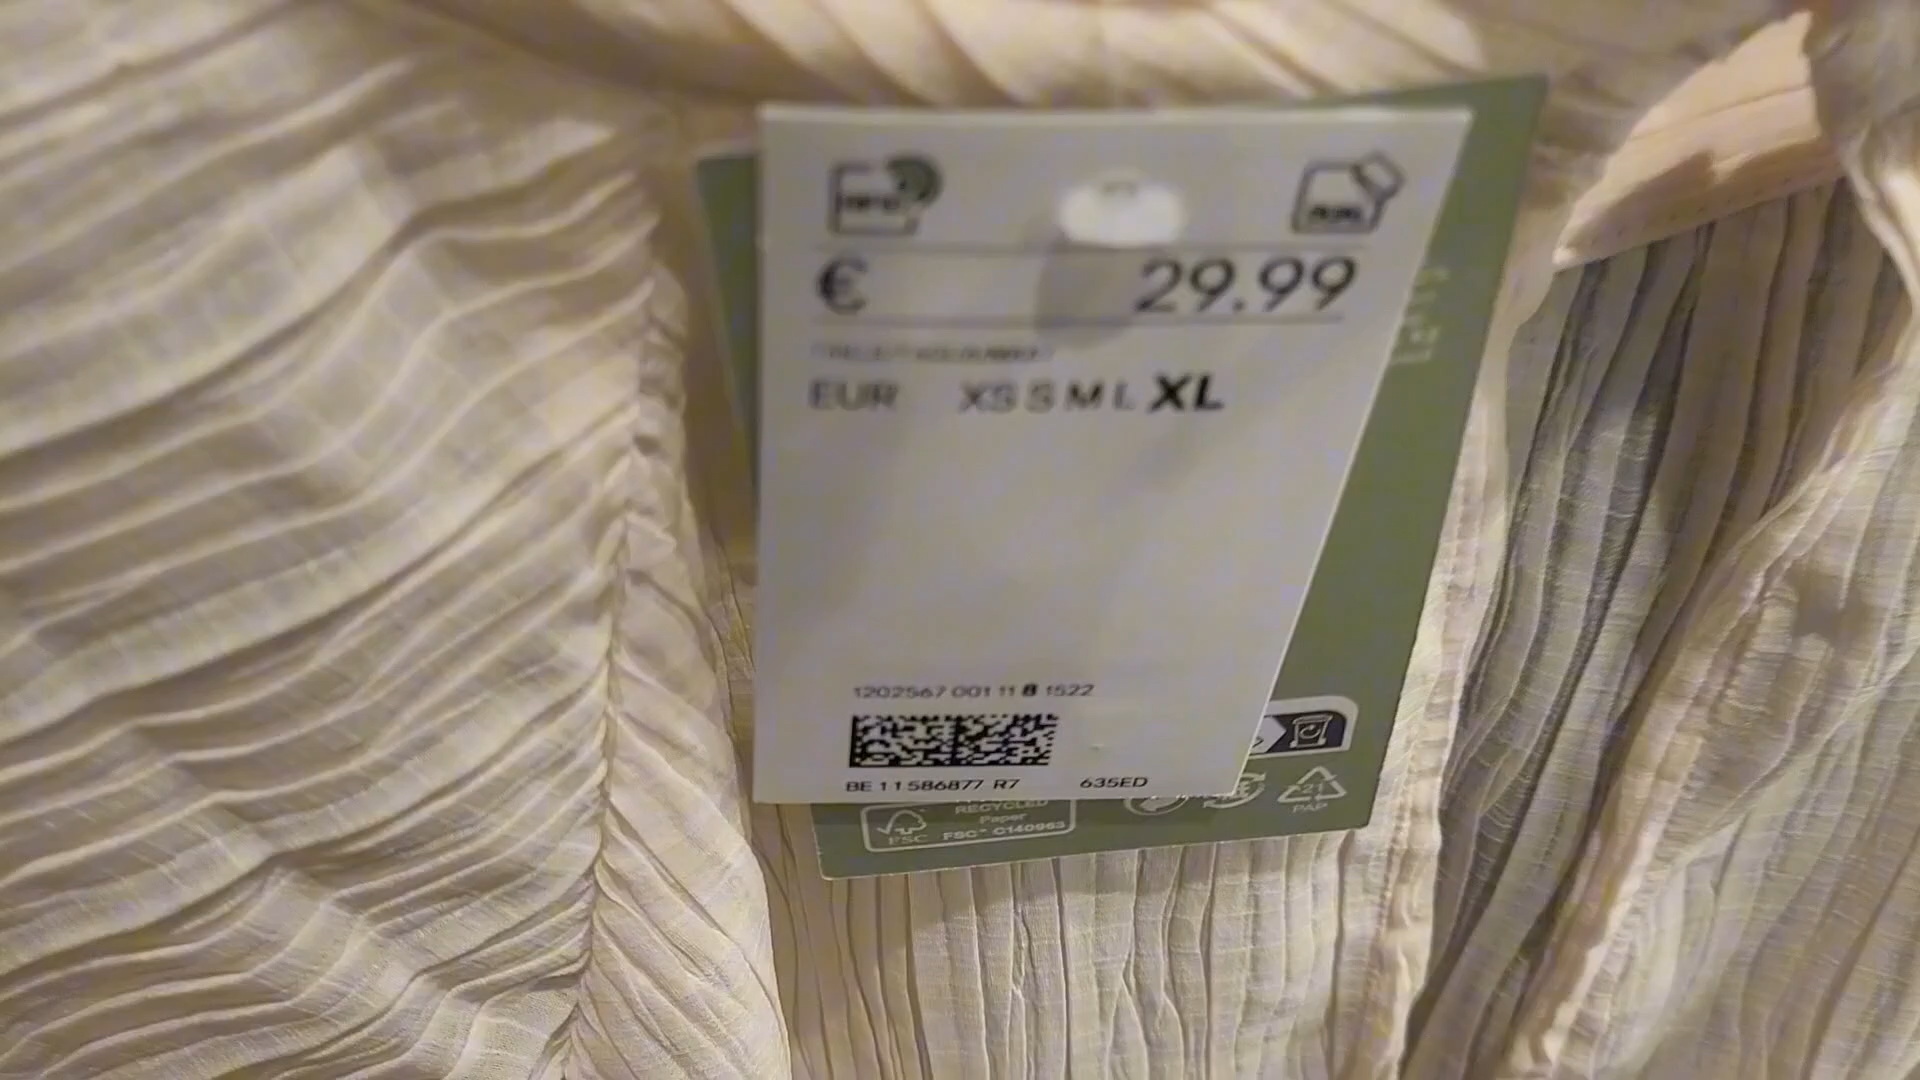 € 29.99
EUR XS S M L XL
1202567 001 11 8 1522
BE 11586877 R7 635ED
RECYCLED
Paper
FSC™ C140963
FSC
21
PAP